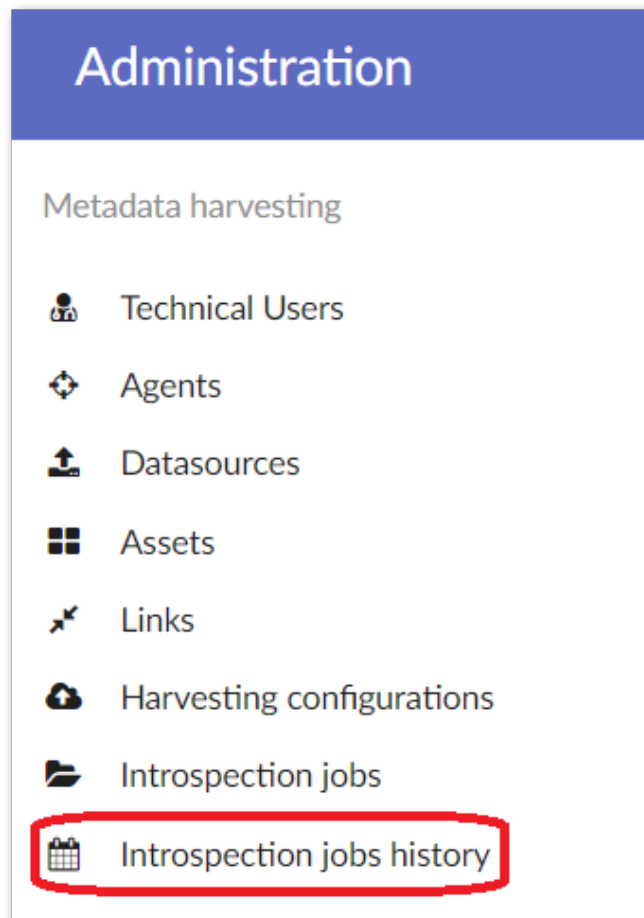 Administration
Metadata harvesting
Technical Users
Agents
Datasources
Assets
Links
Harvesting configurations
Introspection jobs
Introspection jobs history